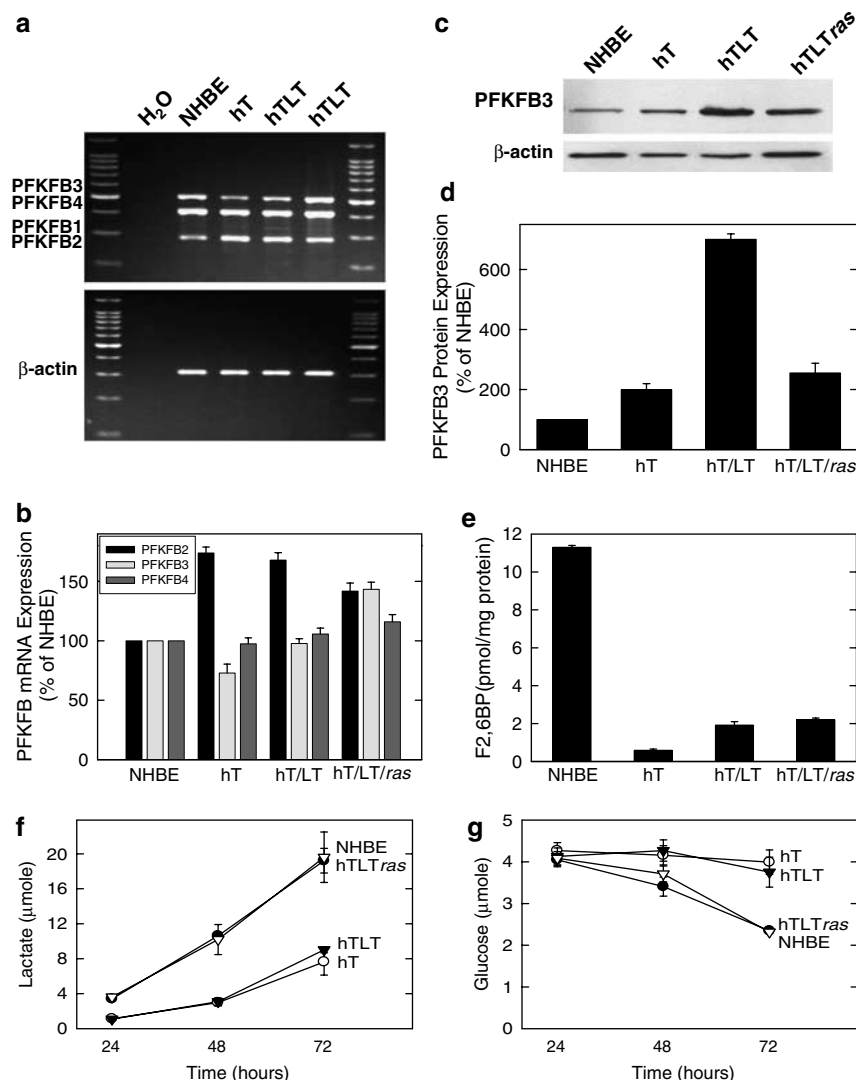 a
H2O NHBE hT hTLT hTLT
PFKFB3
PFKFB4
PFKFB1
PFKFB2
β-actin
b
PFKFB mRNA Expression
(% of NHBE)
150
100
50
0
PFKFB2
PFKFB3
PFKFB4
NHBE hT hT/LT hT/LT/ras
c
NHBE hT hTLT hTLTras
PFKFB3
β-actin
d
PFKFB3 Protein Expression
(% of NHBE)
600
400
200
0
NHBE hT hT/LT hT/LT/ras
e
F2,6BP(pmol/mg protein)
12
10
8
6
4
2
0
NHBE hT hT/LT hT/LT/ras
f
Lactate (μmole)
20
16
12
8
4
0
NHBE
hTLTras
hTLT
hT
24 48 72
Time (hours)
g
Glucose (μmole)
5
4
3
2
1
0
hT
hTLT
hTLTras
NHBE
24 48 72
Time (hours)